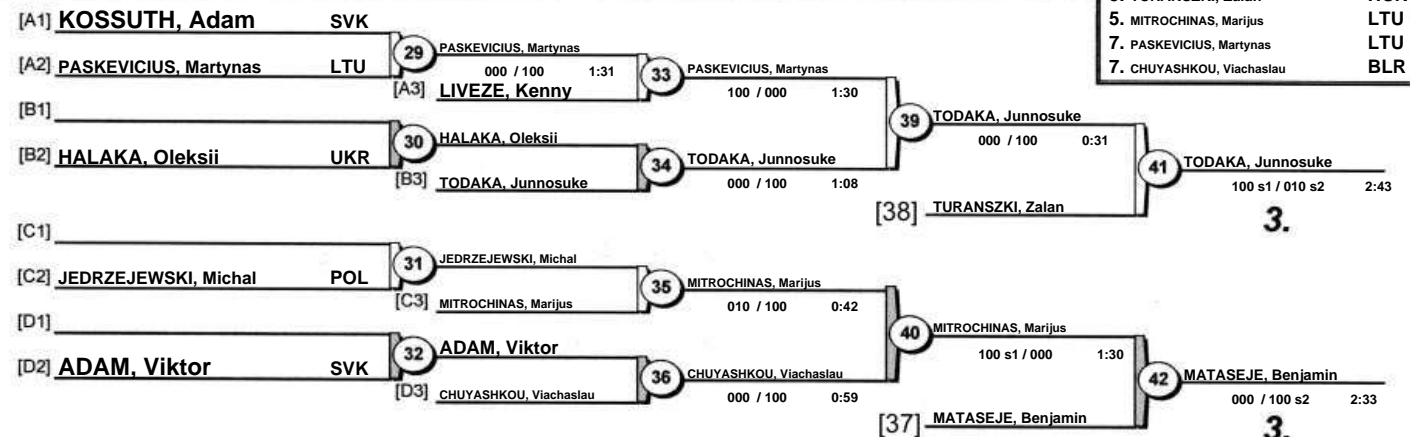 5. MITROCHINAS, Marijus LTU
7. PASKEVICIUS, Martynas LTU
7. CHUYASHKOU, Viachaslau BLR
[A1] KOSSUTH, Adam SVK
[A2] PASKEVICIUS, Martynas LTU
29
PASKEVICIUS, Martynas
000 / 100 1:31
[A3] LIVEZE, Kenny
33
PASKEVICIUS, Martynas
100 / 000 1:30
[B1]
[B2] HALAKA, Oleksii UKR
30
HALAKA, Oleksii
[B3] TODAKA, Junnosuke
34
TODAKA, Junnosuke
000 / 100 1:08
39
TODAKA, Junnosuke
000 / 100 0:31
[38] TURANSZKI, Zalan
41
TODAKA, Junnosuke
100 s1 / 010 s2 2:43
3.
[C1]
[C2] JEDRZEJEWSKI, Michal POL
31
JEDRZEJEWSKI, Michal
[C3] MITROCHINAS, Marijus
35
MITROCHINAS, Marijus
010 / 100 0:42
[D1]
[D2] ADAM, Viktor SVK
32
ADAM, Viktor
[D3] CHUYASHKOU, Viachaslau
36
CHUYASHKOU, Viachaslau
000 / 100 0:59
40
MITROCHINAS, Marijus
100 s1 / 000 1:30
[37] MATASEJE, Benjamin
42
MATASEJE, Benjamin
000 / 100 s2 2:33
3.